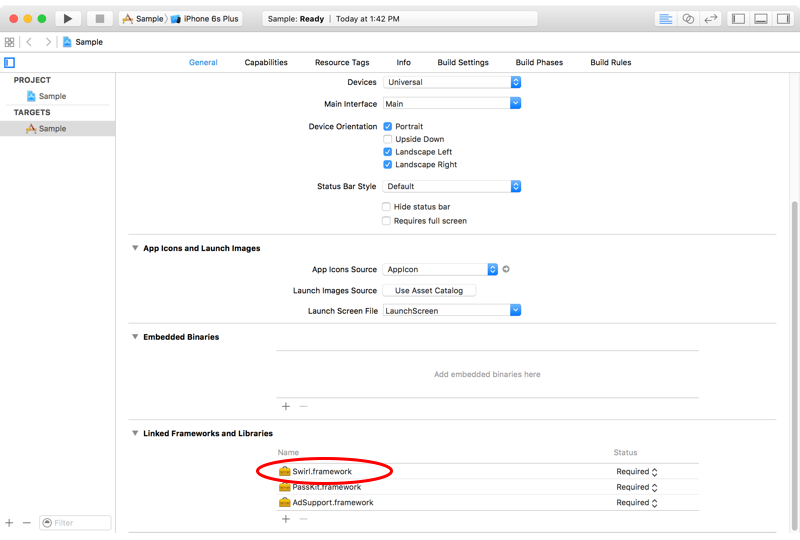 Sample iPhone 6s Plus Sample: Ready Today at 1:42 PM
Sample
General Capabilities Resource Tags Info Build Settings Build Phases Build Rules
PROJECT
Sample
TARGETS
Sample
Devices Universal
Main Interface Main
Device Orientation Portrait
Upside Down
Landscape Left
Landscape Right
Status Bar Style Default
Hide status bar
Requires full screen
App Icons and Launch Images
App Icons Source AppIcon
Launch Images Source Use Asset Catalog
Launch Screen File LaunchScreen
Embedded Binaries
Add embedded binaries here
Linked Frameworks and Libraries
Name Status
Swirl.framework Required
PassKit.framework Required
AdSupport.framework Required
Filter